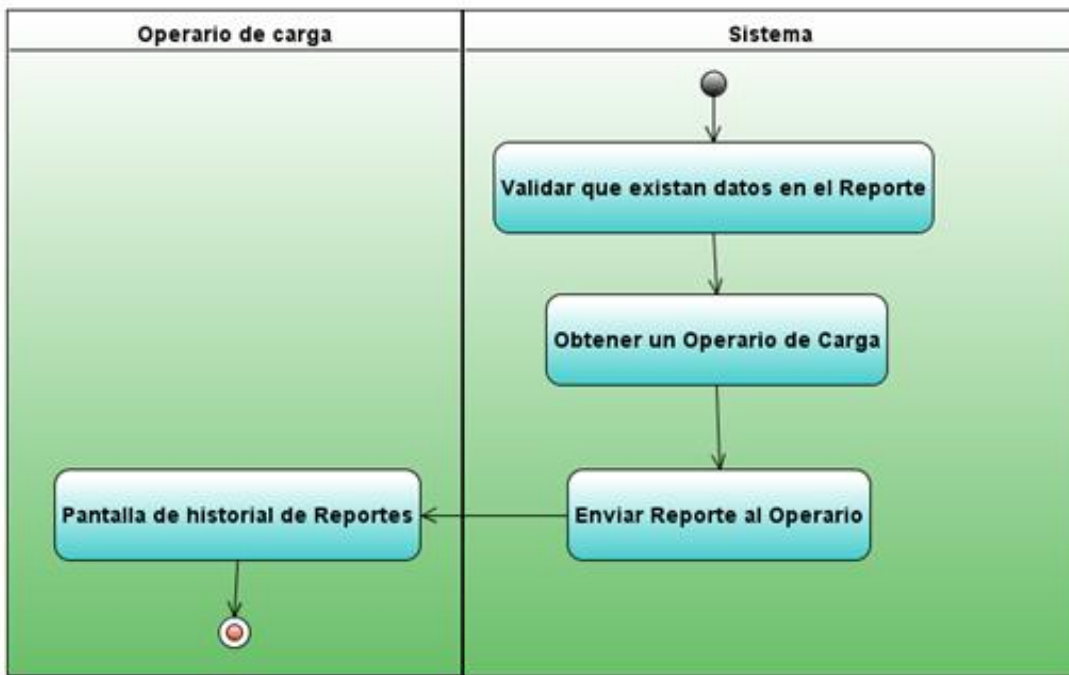 Operario de carga
Sistema
Validar que existan datos en el Reporte
Obtener un Operario de Carga
Enviar Reporte al Operario
Pantalla de historial de Reportes